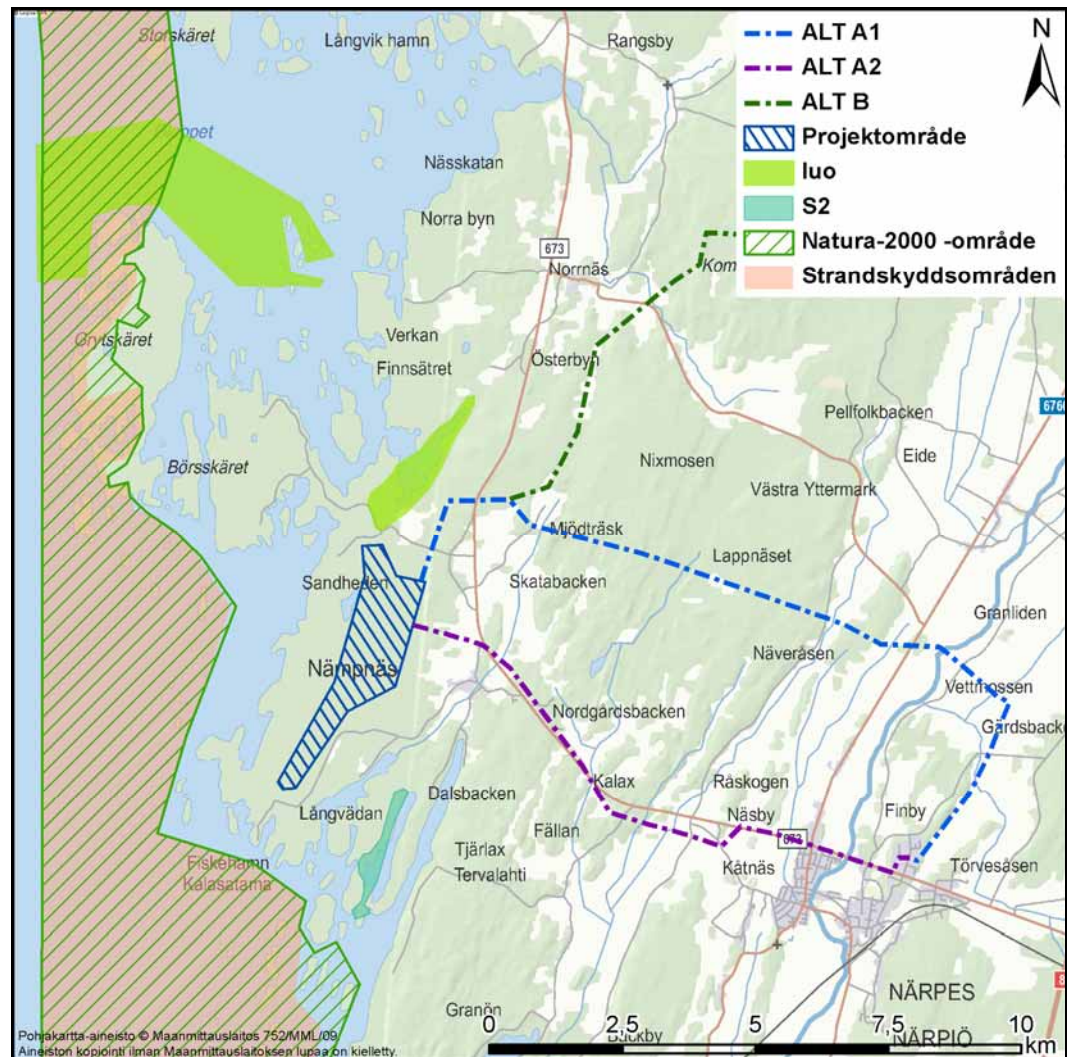 Storskäret
Långvik hamn
Rangsby
ALT A1
ALT A2
ALT B
Projektområde
luo
S2
Natura-2000 -område
Strandskyddsområden
N
Nässkatan
Norra byn
673
Norrnäs
Verkan
Österbyn
Finnsätret
Grytskäret
Pellfolkbacken
6760
Eide
Börsskäret
Nixmosen
Västra Yttermark
Mjödträsk
Lappnäset
Sandheden
Skatabacken
Granliden
Nämpnäs
Näveråsen
Vettmossen
Nordgårdsbacken
Kalax
Råskogen
Dalsbacken
Långvädan
Näsby
Finby
Fällan
673
Tjärlax
Tervalahti
Kåtnäs
Törvesåsen
Fiskehamn
Kalasatama
8
NÄRPES
NÄRPIÖ
Granön
Bäckby
0 2,5 5 7,5 10
km
Pohjakartta-aineisto © Maanmittauslaitos 752/MML/09
Aineiston kopiointi ilman Maanmittauslaitoksen lupaa on kielletty.